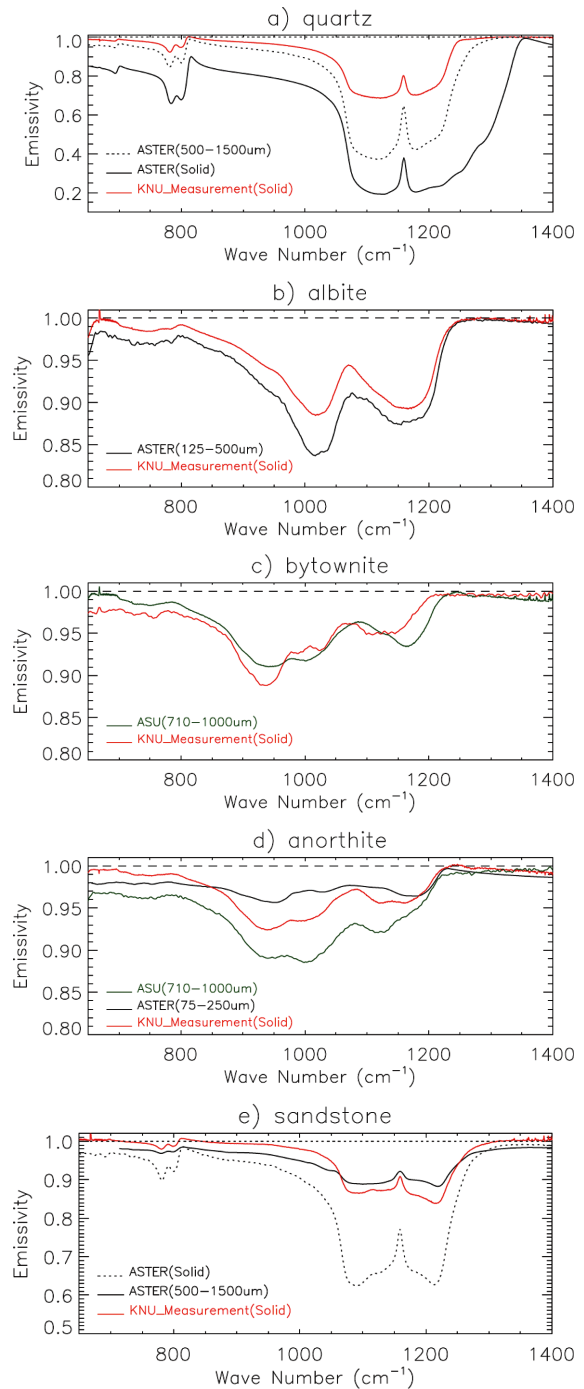 a) quartz
1.0
0.8
0.6
0.4
0.2
Emissivity
ASTER(500-1500um)
ASTER(Solid)
KNU_Measurement(Solid)
800 1000 1200 1400
Wave Number (cm⁻¹)
b) albite
1.00
0.95
0.90
0.85
0.80
Emissivity
ASTER(125-500um)
KNU_Measurement(Solid)
800 1000 1200 1400
Wave Number (cm⁻¹)
c) bytownite
1.00
0.95
0.90
0.85
0.80
Emissivity
ASU(710-1000um)
KNU_Measurement(Solid)
800 1000 1200 1400
Wave Number (cm⁻¹)
d) anorthite
1.00
0.95
0.90
0.85
0.80
Emissivity
ASU(710-1000um)
ASTER(75-250um)
KNU_Measurement(Solid)
800 1000 1200 1400
Wave Number (cm⁻¹)
e) sandstone
1.0
0.9
0.8
0.7
0.6
0.5
Emissivity
ASTER(Solid)
ASTER(500-1500um)
KNU_Measurement(Solid)
800 1000 1200 1400
Wave Number (cm⁻¹)